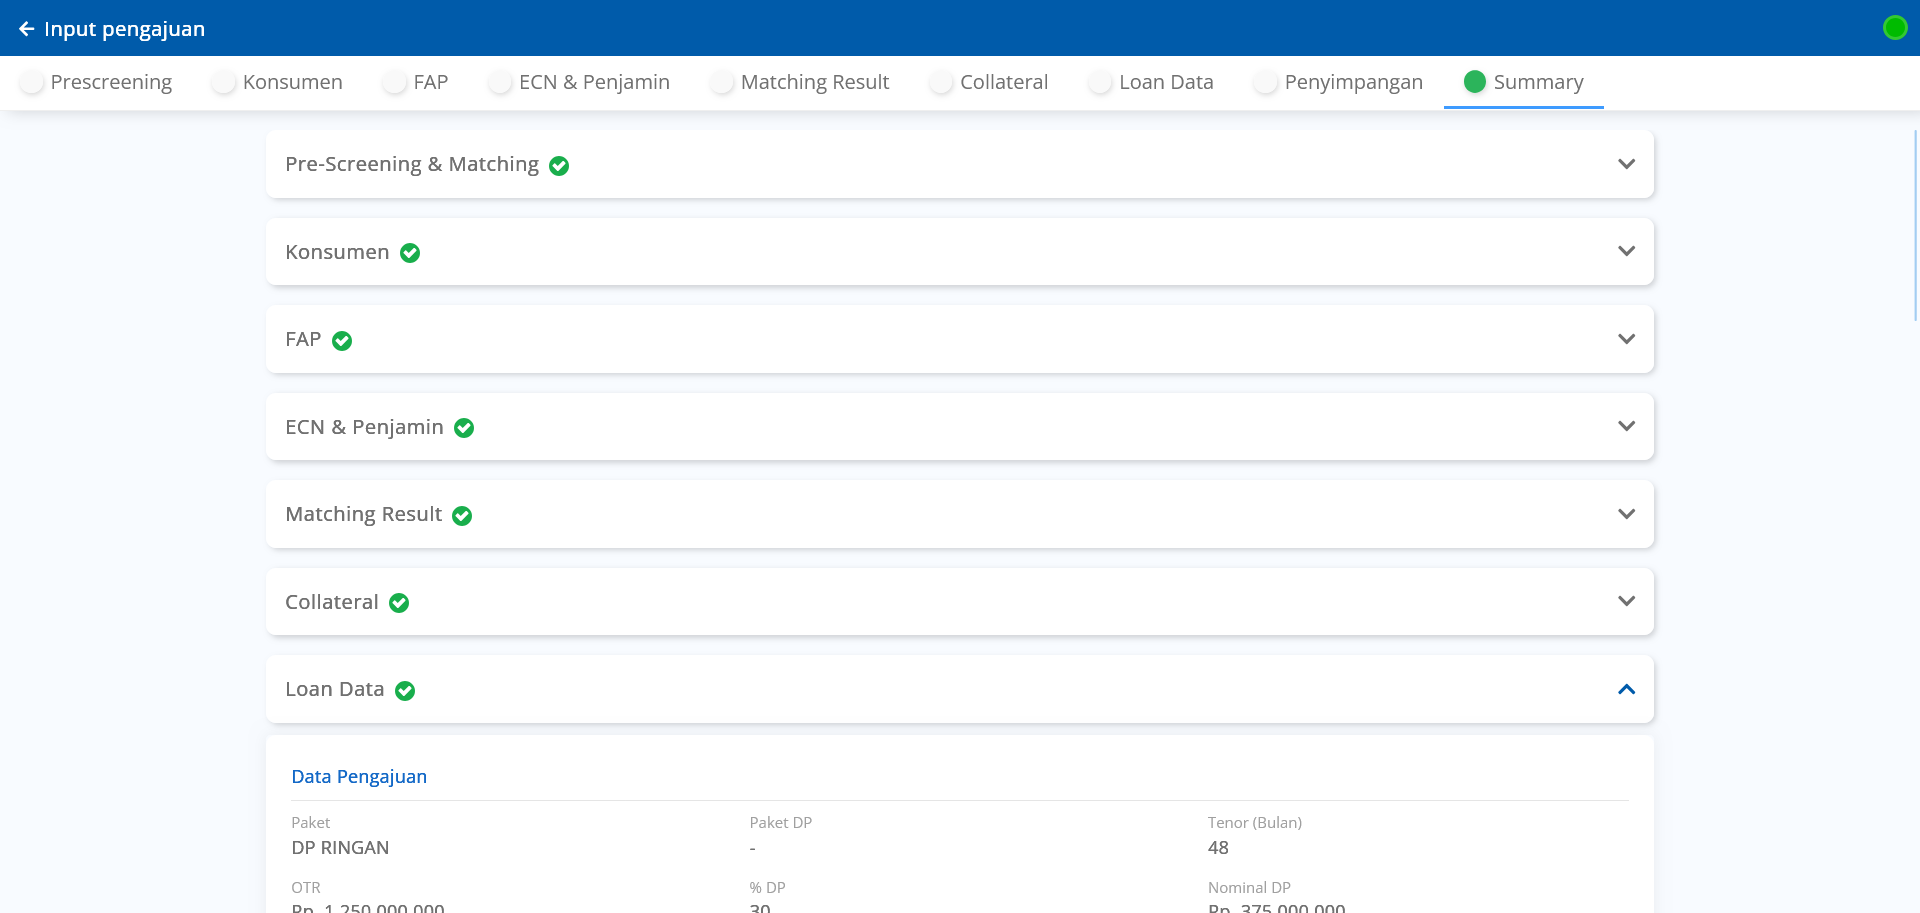 Input pengajuan
Prescreening Konsumen FAP ECN & Penjamin Matching Result Collateral Loan Data Penyimpangan Summary
Pre-Screening & Matching
Konsumen
FAP
ECN & Penjamin
Matching Result
Collateral
Loan Data
Data Pengajuan
Paket Paket DP Tenor (Bulan)
DP RINGAN - 48
OTR % DP Nominal DP
Rp. 1.250.000.000 30 Rp. 375.000.000